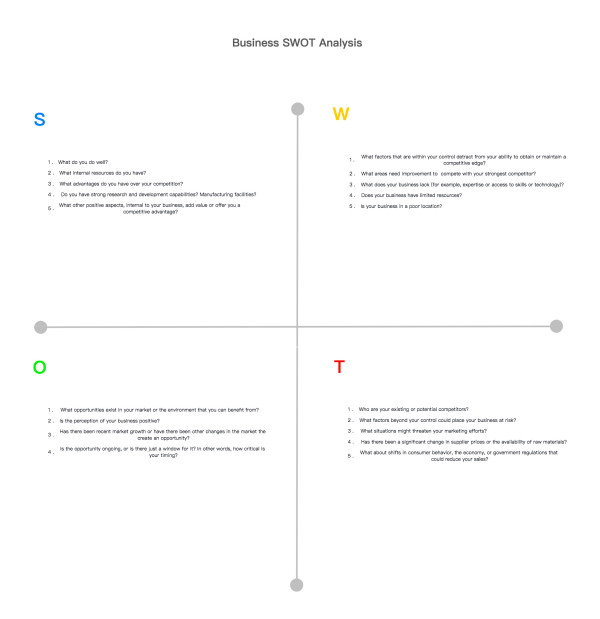 Business SWOT Analysis
S
1 . What do you do well?
2 . What internal resources do you have?
3 . What advantages do you have over your competition?
4 . Do you have strong research and development capabilities? Manufacturing facilities?
5 . What other positive aspects, internal to your business, add value or offer you a
competitive advantage?
W
1 . What factors that are within your control detract from your ability to obtain or maintain a
competitive edge?
2 . What areas need improvement to compete with your strongest competitor?
3 . What does your business lack (for example, expertise or access to skills or technology)?
4 . Does your business have limited resources?
5 . Is your business in a poor location?
O
1 . What opportunities exist in your market or the environment that you can benefit from?
2 . Is the perception of your business positive?
3 . Has there been recent market growth or have there been other changes in the market the
create an opportunity?
4 . Is the opportunity ongoing, or is there just a window for it? In other words, how critical is
your timing?
T
1 . Who are your existing or potential competitors?
2 . What factors beyond your control could place your business at risk?
3 . What situations might threaten your marketing efforts?
4 . Has there been a significant change in supplier prices or the availability of raw materials?
5 . What about shifts in consumer behavior, the economy, or government regulations that
could reduce your sales?